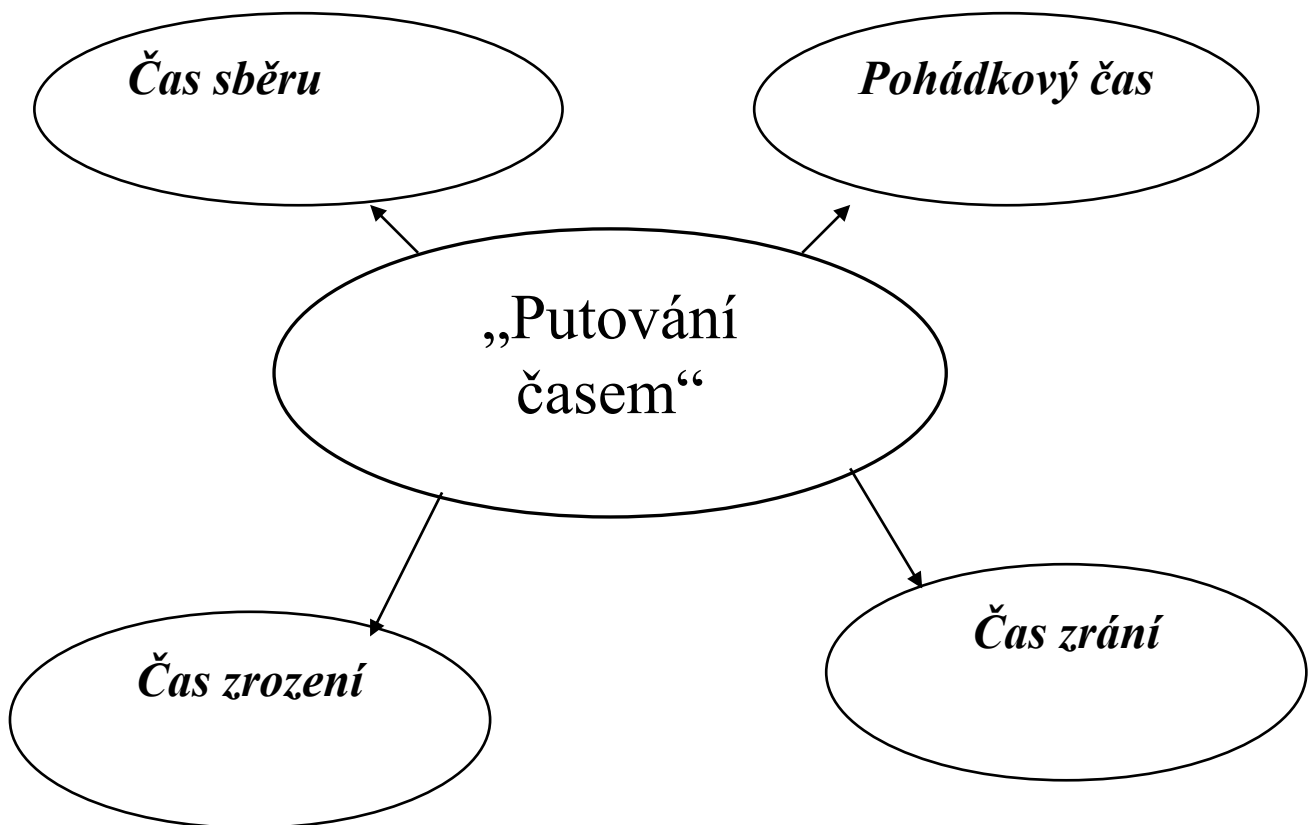 Čas sběru
Pohádkový čas
„Putování
časem“
Čas zrání
Čas zrození